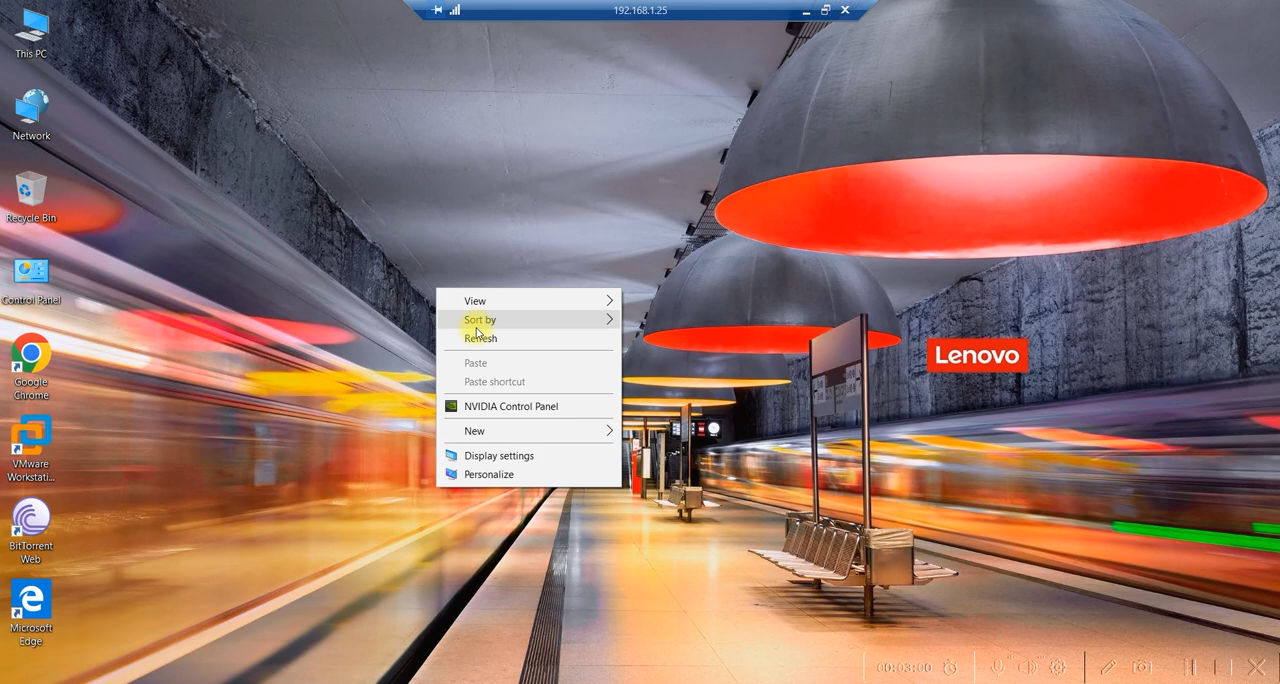 192.168.1.25
This PC
Network
Recycle Bin
Control Panel
Google
Chrome
VMware
Workstati...
BitTorrent
Web
Microsoft
Edge
View
Sort by
Refresh
Paste
Paste shortcut
NVIDIA Control Panel
New
Display settings
Personalize
Lenovo
00:03:00